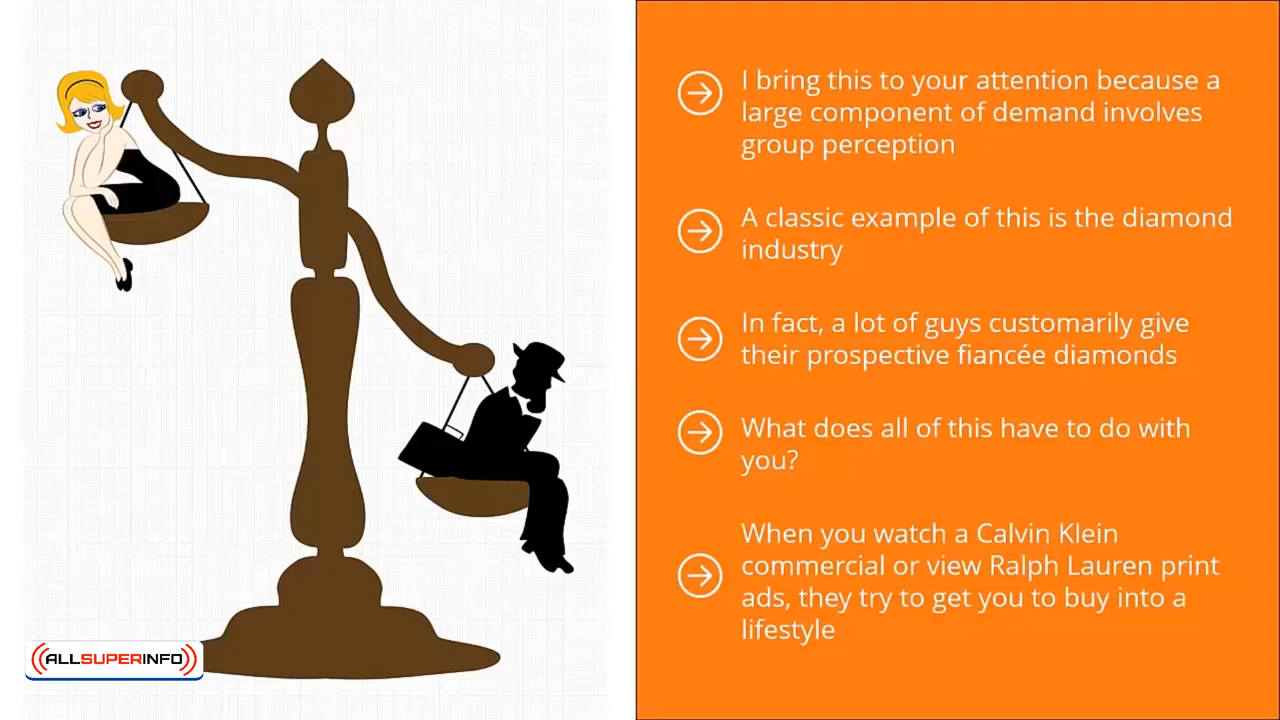 I bring this to your attention because a
large component of demand involves
group perception
A classic example of this is the diamond
industry
In fact, a lot of guys customarily give
their prospective fiancée diamonds
What does all of this have to do with
you?
When you watch a Calvin Klein
commercial or view Ralph Lauren print
ads, they try to get you to buy into a
lifestyle
ALLSUPERINFO